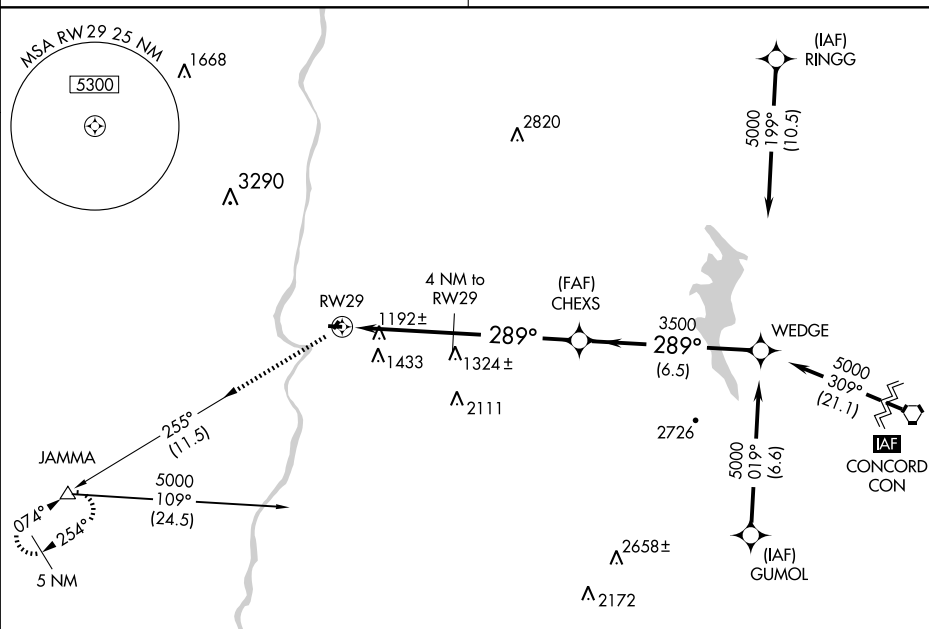 MSA RW29 25 NM
5300
1668
3290
2820
(IAF)
RINGG
5000
199°
(10.5)
RW29
1192±
1433
4 NM to
RW29
1324±
2111
289°
(FAF)
CHEXS
3500
289°
(6.5)
WEDGE
5000
309°
(21.1)
IAF
CONCORD
CON
2726
5000
019°
(6.6)
(IAF)
GUMOL
2658±
2172
255°
(11.5)
JAMMA
5000
109°
(24.5)
074°
254°
5 NM